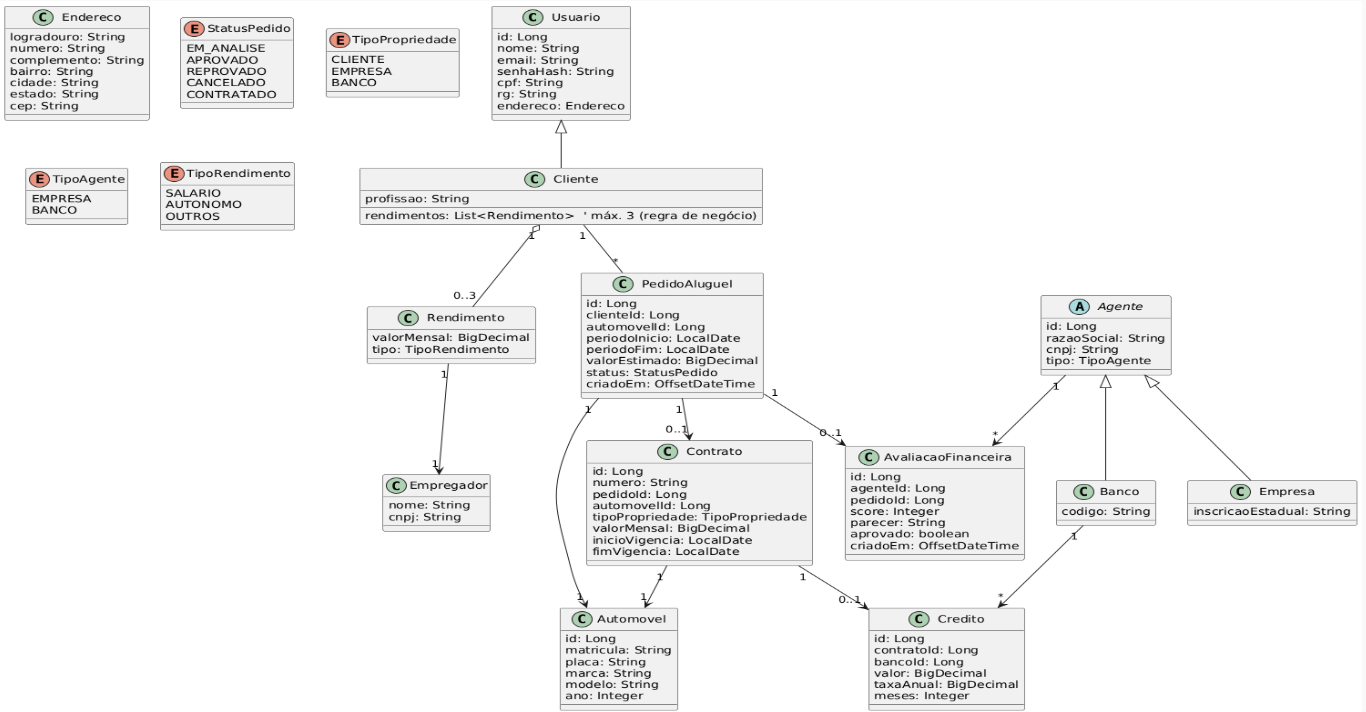 C Endereco
logradouro: String
numero: String
complemento: String
bairro: String
cidade: String
estado: String
cep: String
E StatusPedido
EM_ANALISE
APROVADO
REPROVADO
CANCELADO
CONTRATADO
E TipoPropriedade
CLIENTE
EMPRESA
BANCO
C Usuario
id: Long
nome: String
email: String
senhaHash: String
cpf: String
rg: String
endereco: Endereco
E TipoAgente
EMPRESA
BANCO
E TipoRendimento
SALARIO
AUTONOMO
OUTROS
C Cliente
profissao: String
rendimentos: List<Rendimento> ' máx. 3 (regra de negócio)
1
1
0..3
*
C Rendimento
valorMensal: BigDecimal
tipo: TipoRendimento
1
1
C PedidoAluguel
id: Long
clienteId: Long
automovelId: Long
periodoInicio: LocalDate
periodoFim: LocalDate
valorEstimado: BigDecimal
status: StatusPedido
criadoEm: OffsetDateTime
1
1
1
0..1
0..1
A Agente
id: Long
razaoSocial: String
cnpj: String
tipo: TipoAgente
1
*
C Empregador
nome: String
cnpj: String
C Contrato
id: Long
numero: String
pedidoId: Long
automovelId: Long
tipoPropriedade: TipoPropriedade
valorMensal: BigDecimal
inicioVigencia: LocalDate
fimVigencia: LocalDate
C AvaliacaoFinanceira
id: Long
agenteId: Long
pedidoId: Long
score: Integer
parecer: String
aprovado: boolean
criadoEm: OffsetDateTime
C Banco
codigo: String
C Empresa
inscricaoEstadual: String
1
1
1
1
1
0..1
*
C Automovel
id: Long
matricula: String
placa: String
marca: String
modelo: String
ano: Integer
C Credito
id: Long
contratoId: Long
bancoId: Long
valor: BigDecimal
taxaAnual: BigDecimal
meses: Integer